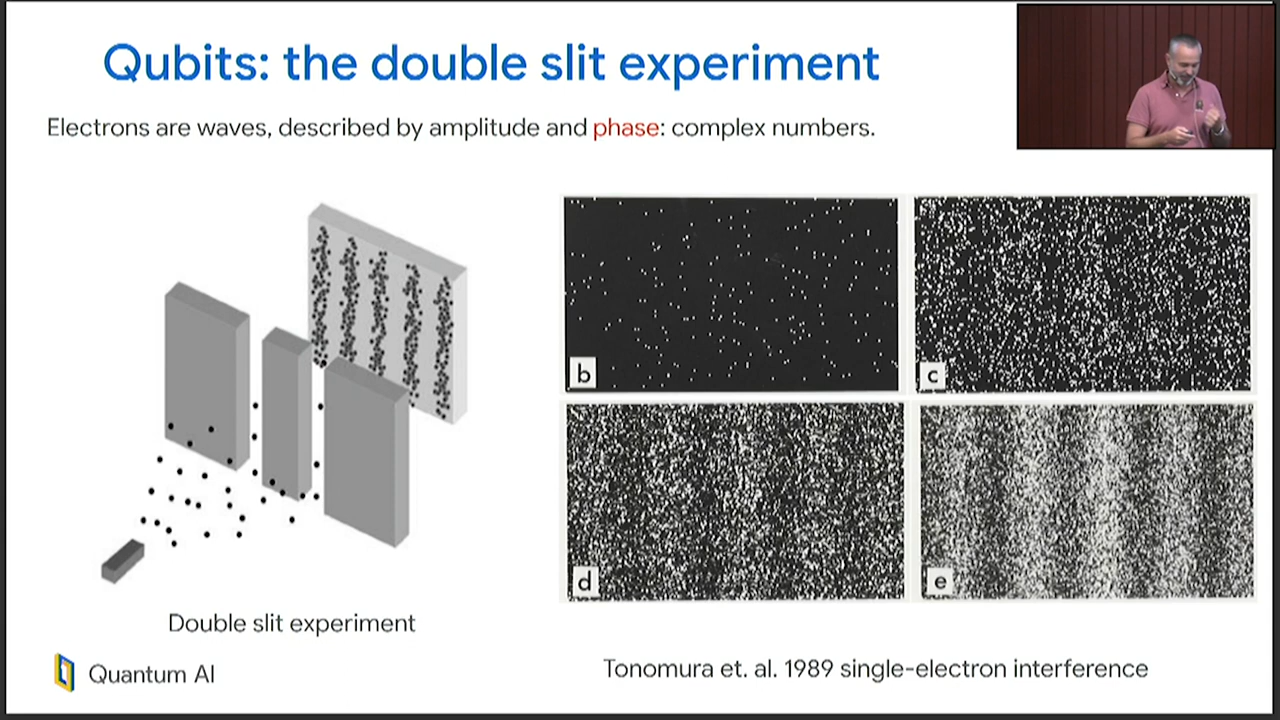 Qubits: the double slit experiment
Electrons are waves, described by amplitude and phase: complex numbers.
b
c
d
e
Double slit experiment
Quantum AI
Tonomura et. al. 1989 single-electron interference